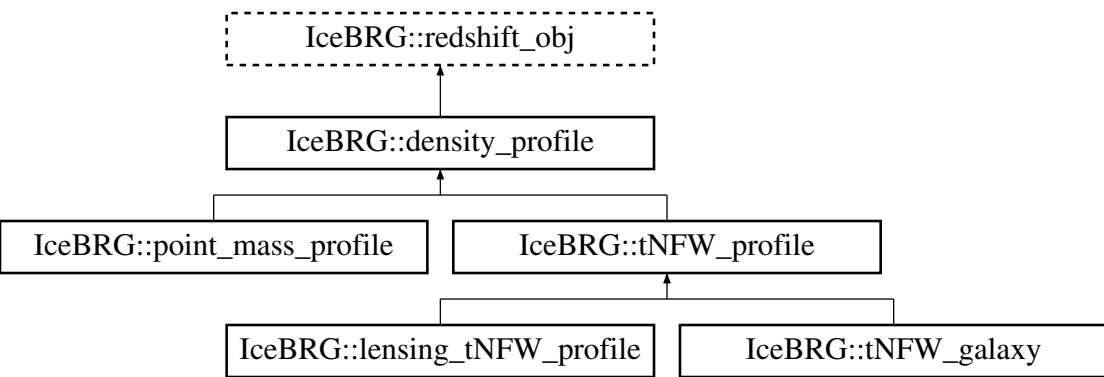 IceBRG::redshift_obj
IceBRG::density_profile
IceBRG::point_mass_profile
IceBRG::tNFW_profile
IceBRG::lensing_tNFW_profile
IceBRG::tNFW_galaxy